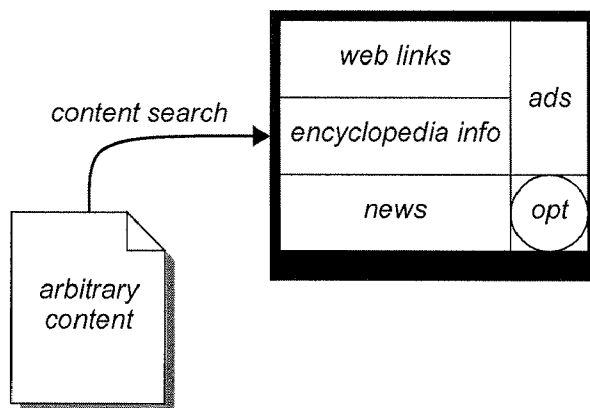 web links
ads
content search
encyclopedia info
news
opt
arbitrary
content